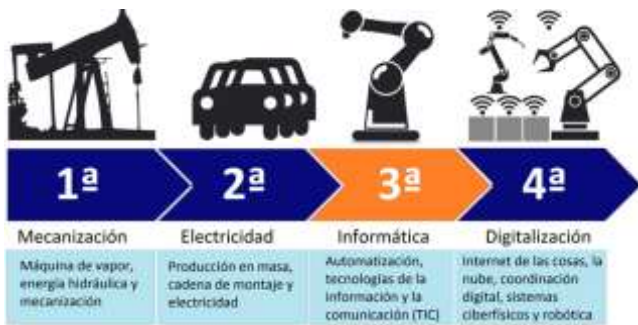 1ª 2ª 3ª 4ª
Mecanización
Máquina de vapor,
energía hidráulica y
mecanización
Electricidad
Producción en masa,
cadena de montaje y
electricidad
Informática
Automatización,
tecnologías de la
información y la
comunicación (TIC)
Digitalización
Internet de las cosas, la
nube, coordinación
digital, sistemas
ciberfísicos y robótica